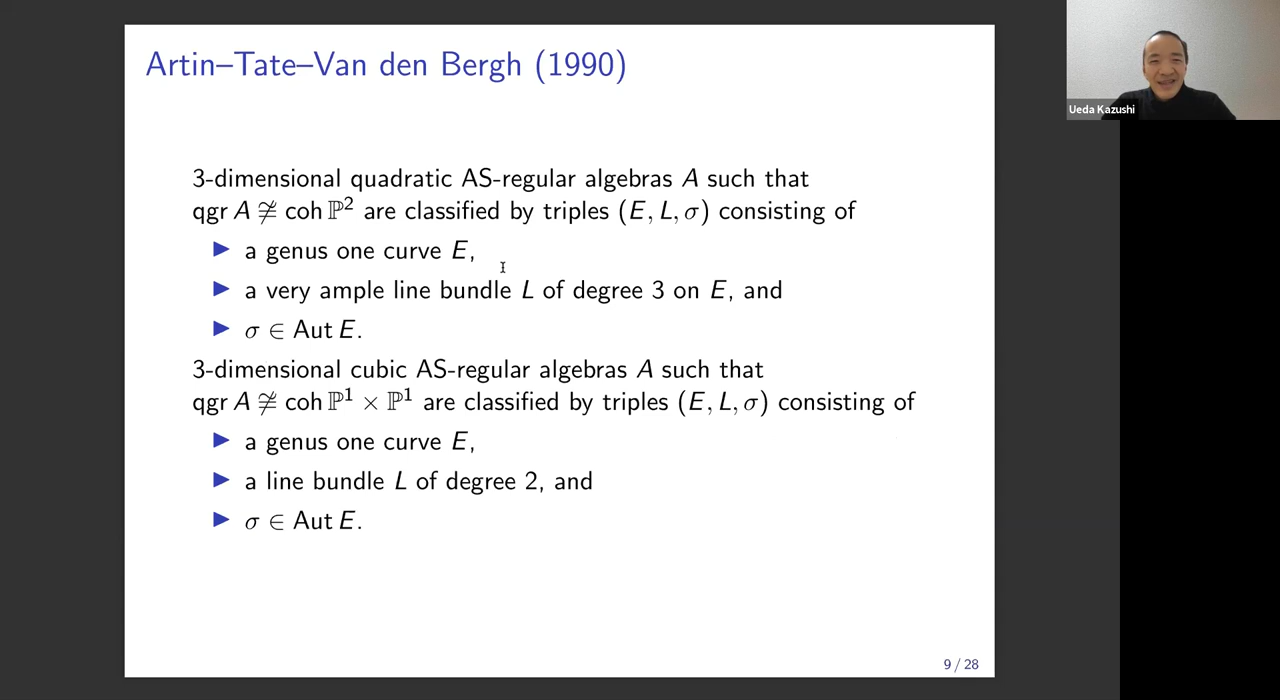 Artin–Tate–Van den Bergh (1990)
Ueda Kazushi
3-dimensional quadratic AS-regular algebras A such that
qgr A ≇ coh ℙ² are classified by triples (E, L, σ) consisting of
▶ a genus one curve E,
▶ a very ample line bundle L of degree 3 on E, and
▶ σ ∈ Aut E.
3-dimensional cubic AS-regular algebras A such that
qgr A ≇ coh ℙ¹ × ℙ¹ are classified by triples (E, L, σ) consisting of
▶ a genus one curve E,
▶ a line bundle L of degree 2, and
▶ σ ∈ Aut E.
9 / 28